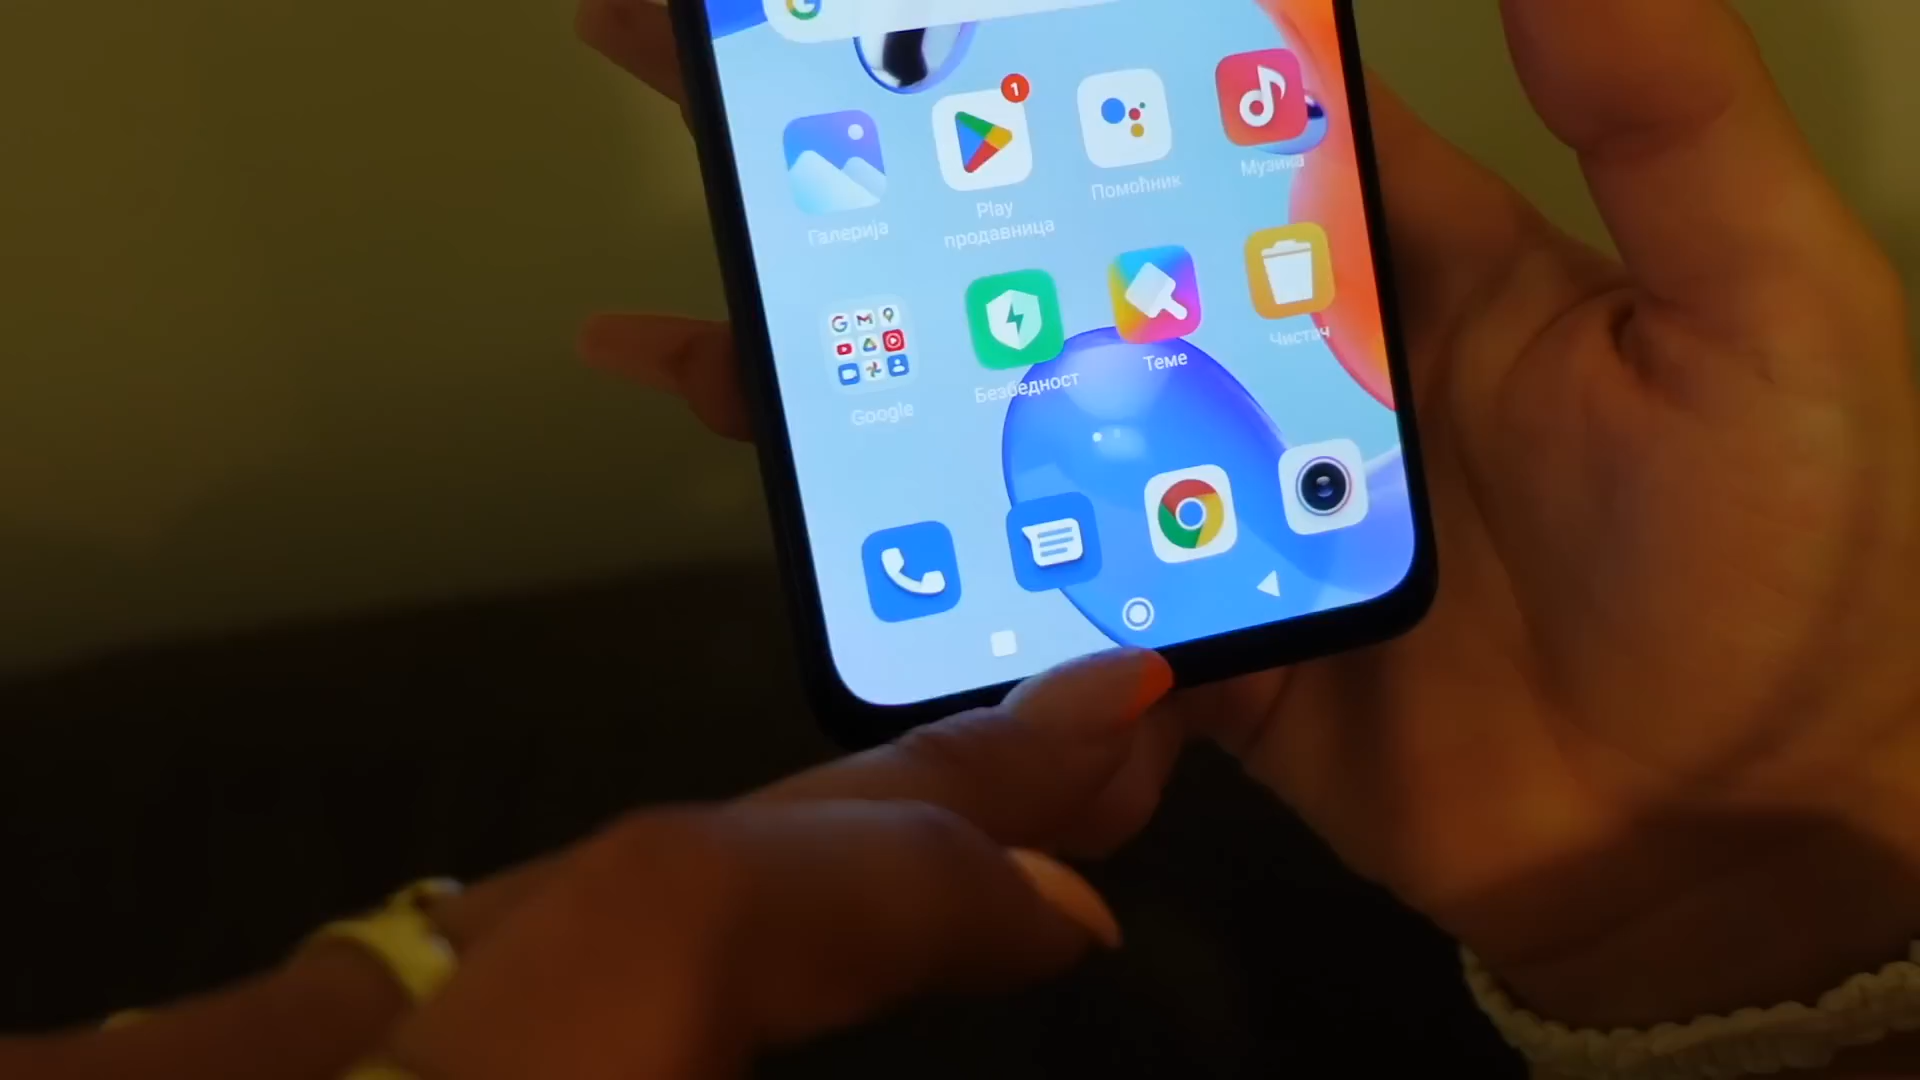 1
Галерија
Play
продавница
Помоћник
Музика
Google
Безбедност
Теме
Чистач